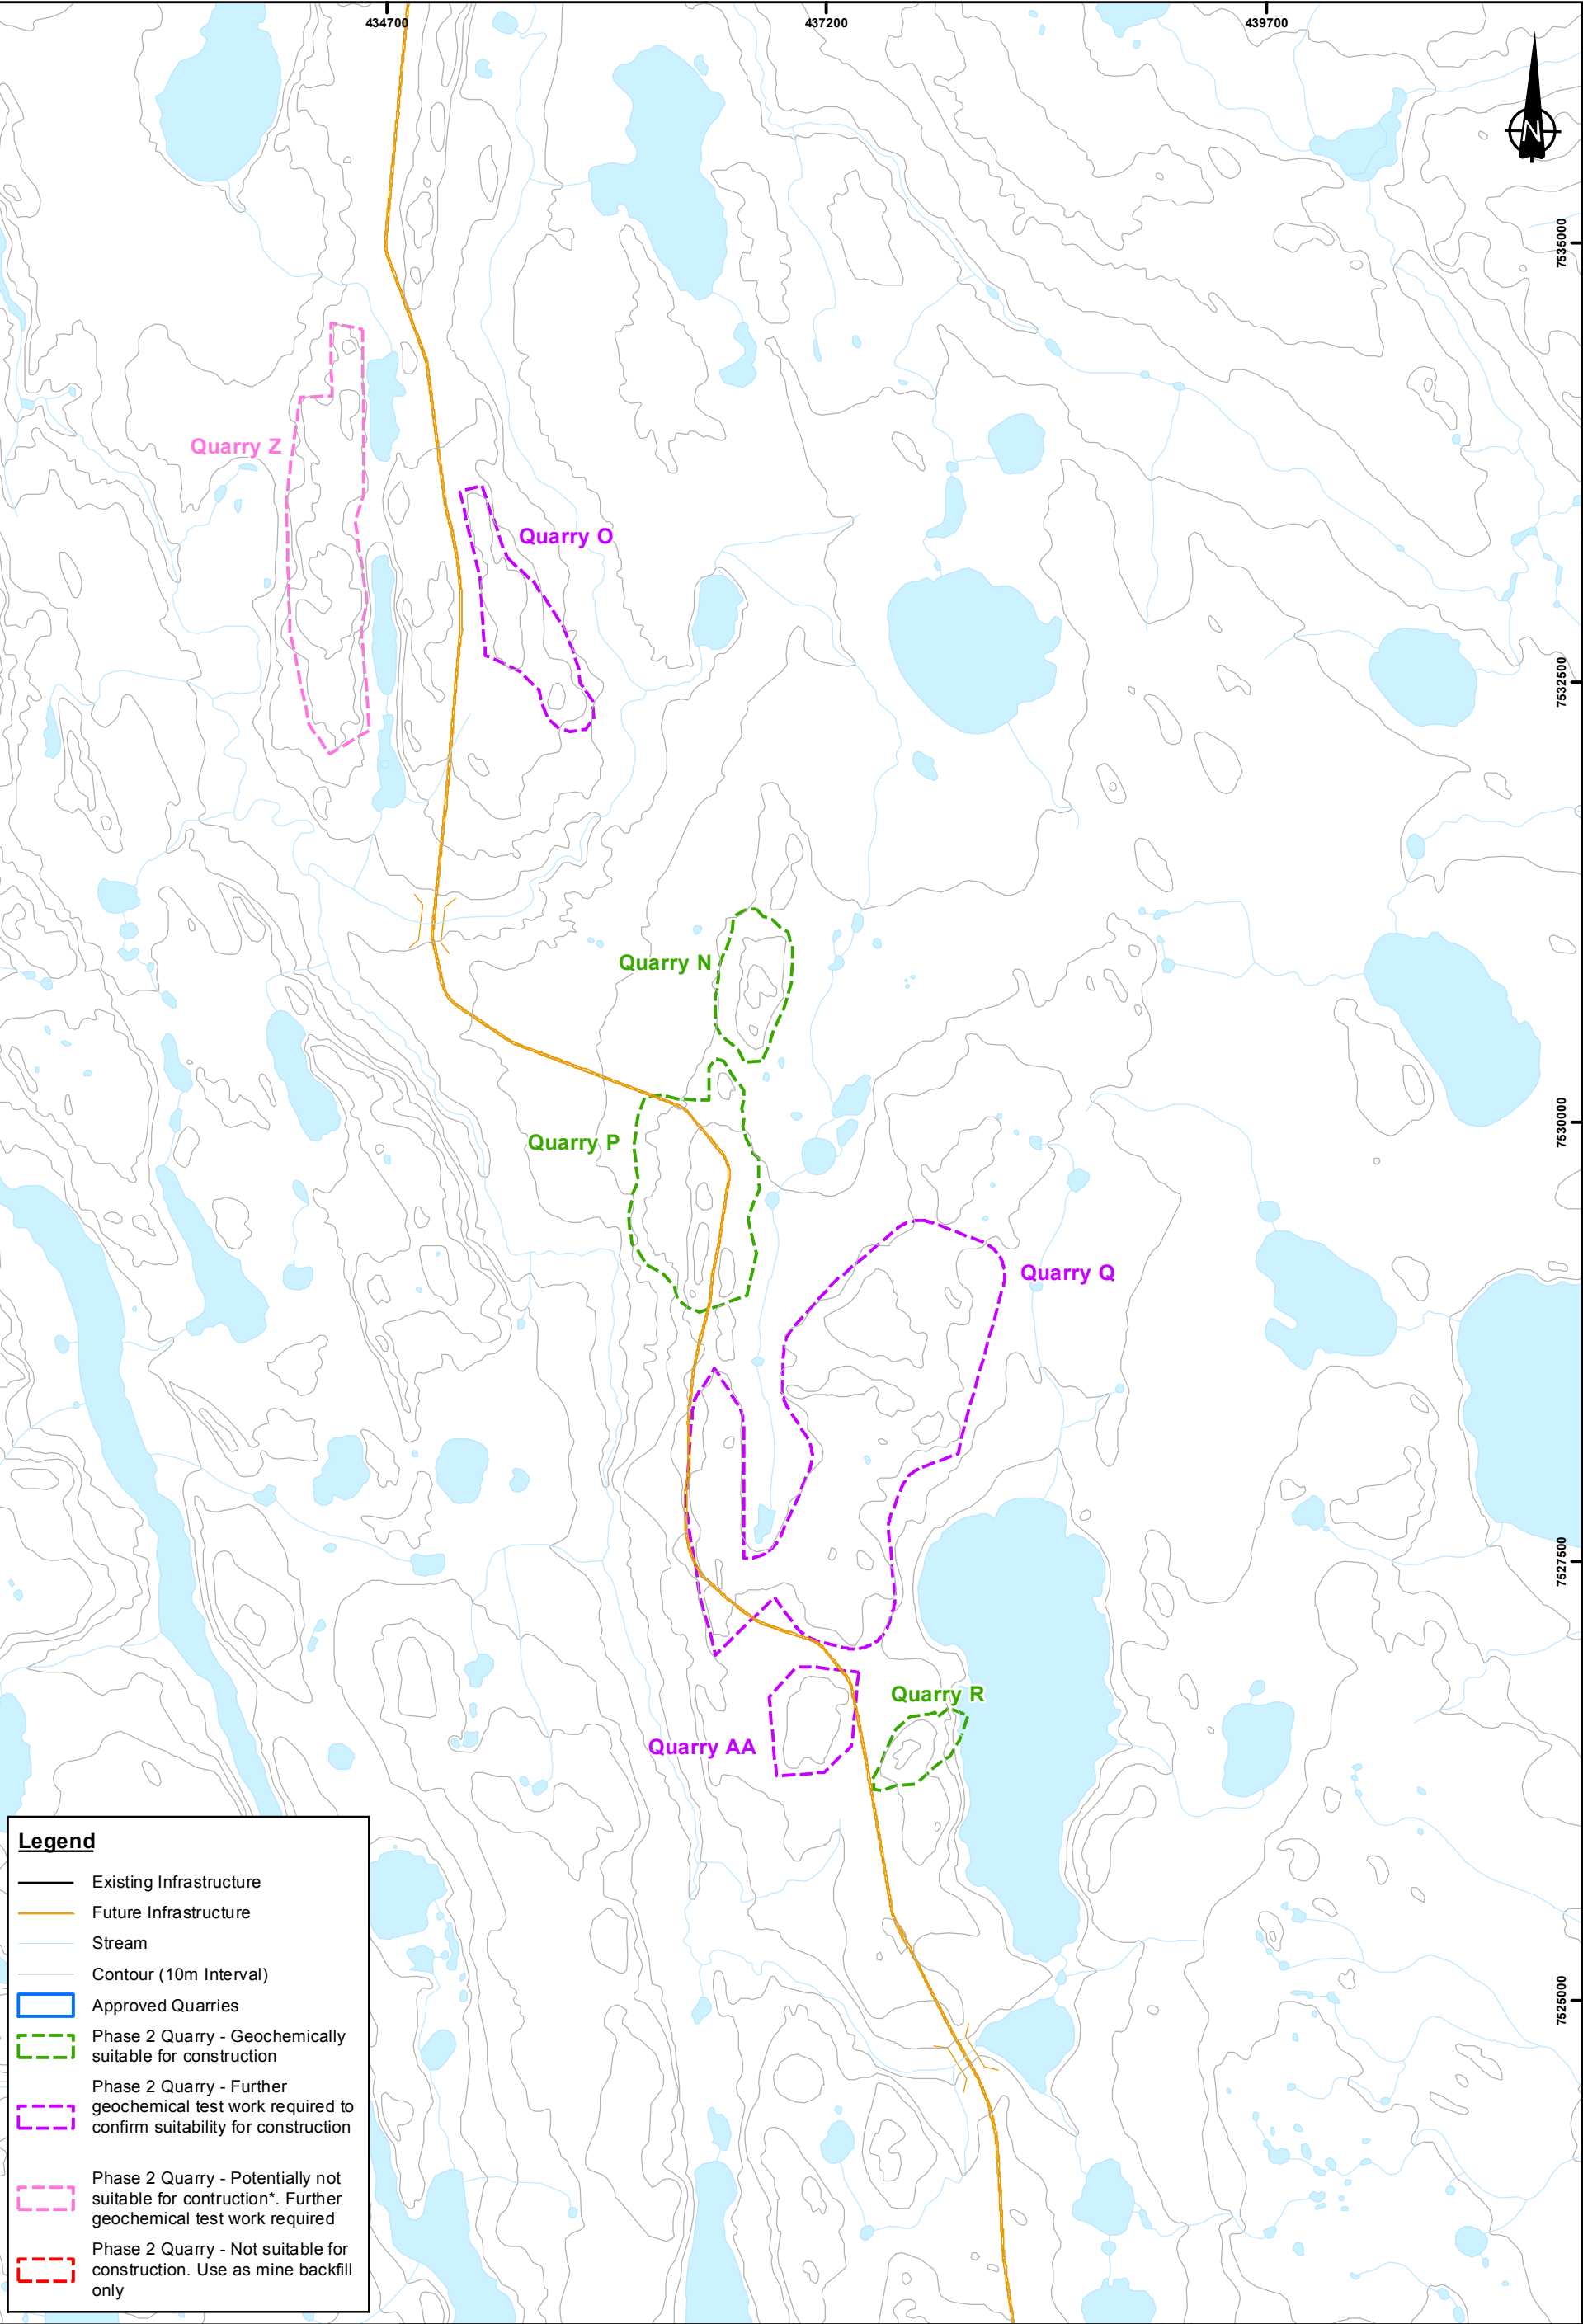 434700
437200
439700
N
7535000
Quarry Z
Quarry O
7532500
Quarry N
7530000
Quarry P
Quarry Q
7527500
Quarry R
Quarry AA
Legend
Existing Infrastructure
Future Infrastructure
Stream
Contour (10m Interval)
Approved Quarries
7525000
Phase 2 Quarry - Geochemically
suitable for construction
Phase 2 Quarry - Further
geochemical test work required to
confirm suitability for construction
Phase 2 Quarry - Potentially not
suitable for contruction*. Further
geochemical test work required
Phase 2 Quarry - Not suitable for
construction. Use as mine backfill
only